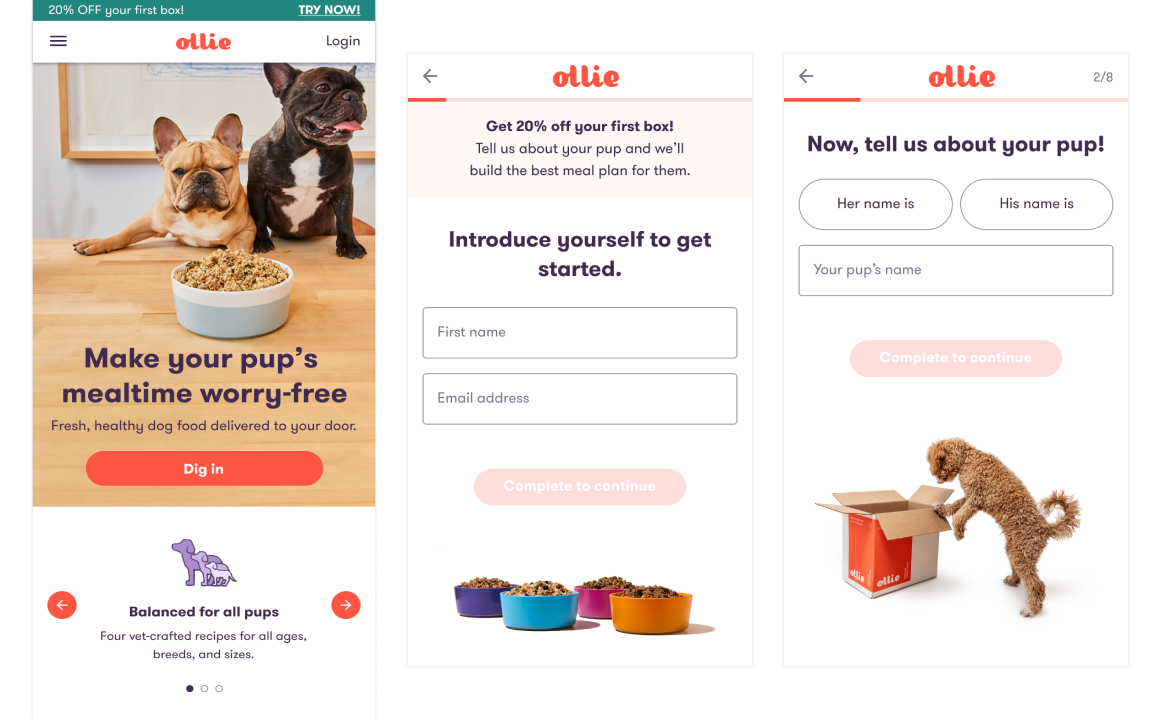 20% OFF your first box!
TRY NOW!
ollie
Login
Make your pup's
mealtime worry-free
Fresh, healthy dog food delivered to your door.
Dig in
Balanced for all pups
Four vet-crafted recipes for all ages,
breeds, and sizes.
ollie
Get 20% off your first box!
Tell us about your pup and we'll
build the best meal plan for them.
Introduce yourself to get
started.
First name
Email address
Complete to continue
ollie
2/8
Now, tell us about your pup!
Her name is
His name is
Your pup's name
Complete to continue
ollie
ollie